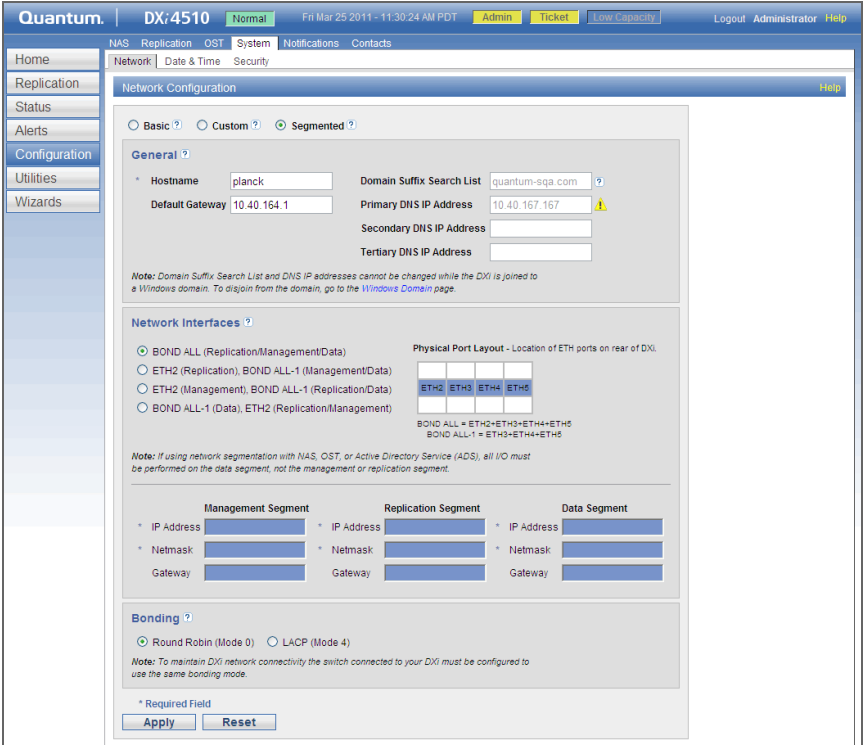 Quantum. DXi4510 Normal Fri Mar 25 2011 - 11:30:24 AM PDT Admin Ticket Low Capacity Logout Administrator Help
NAS Replication OST System Notifications Contacts
Network Date & Time Security
Home
Replication
Status
Alerts
Configuration
Utilities
Wizards
Network Configuration Help
Basic ? Custom ? Segmented ?
General ?
* Hostname planck Domain Suffix Search List quantum-sqa.com ?
Default Gateway 10.40.164.1 Primary DNS IP Address 10.40.167.167
Secondary DNS IP Address
Tertiary DNS IP Address
Note: Domain Suffix Search List and DNS IP addresses cannot be changed while the DXi is joined to
a Windows domain. To disjoin from the domain, go to the Windows Domain page.
Network Interfaces ?
BOND ALL (Replication/Management/Data)
ETH2 (Replication), BOND ALL-1 (Management/Data)
ETH2 (Management), BOND ALL-1 (Replication/Data)
BOND ALL-1 (Data), ETH2 (Replication/Management)
Physical Port Layout - Location of ETH ports on rear of DXi.
ETH2 ETH3 ETH4 ETH5
BOND ALL = ETH2+ETH3+ETH4+ETH5
BOND ALL-1 = ETH3+ETH4+ETH5
Note: If using network segmentation with NAS, OST, or Active Directory Service (ADS), all I/O must
be performed on the data segment, not the management or replication segment.
Management Segment Replication Segment Data Segment
* IP Address * IP Address * IP Address
* Netmask * Netmask * Netmask
Gateway Gateway Gateway
Bonding ?
Round Robin (Mode 0) LACP (Mode 4)
Note: To maintain DXi network connectivity the switch connected to your DXi must be configured to
use the same bonding mode.
* Required Field
Apply Reset